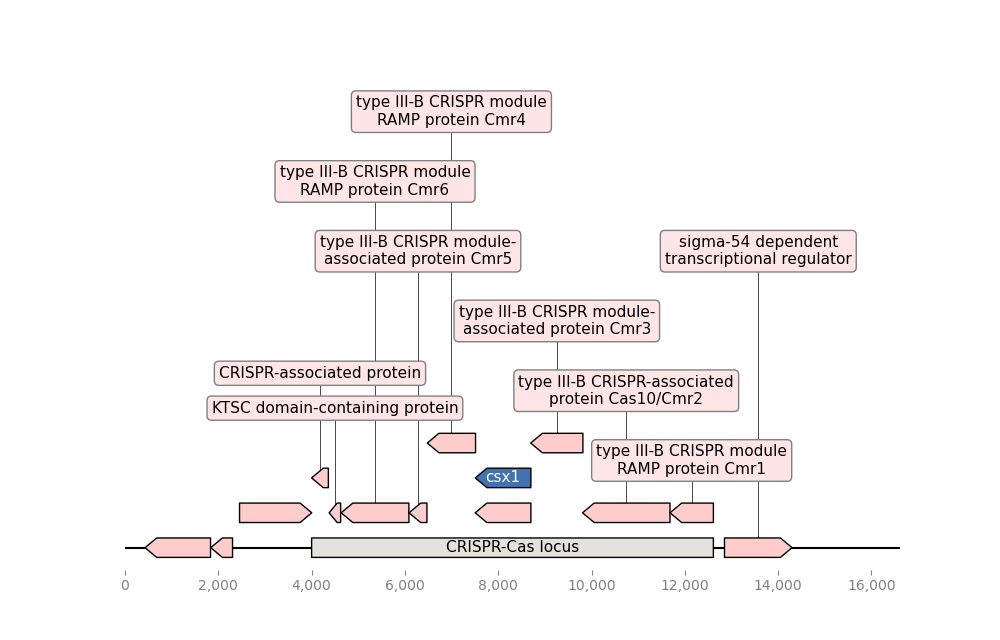 type III-B CRISPR module
RAMP protein Cmr4
type III-B CRISPR module
RAMP protein Cmr6
type III-B CRISPR module-
associated protein Cmr5
sigma-54 dependent
transcriptional regulator
type III-B CRISPR module-
associated protein Cmr3
CRISPR-associated protein
type III-B CRISPR-associated
protein Cas10/Cmr2
KTSC domain-containing protein
type III-B CRISPR module
RAMP protein Cmr1
csx1
CRISPR-Cas locus
0 2,000 4,000 6,000 8,000 10,000 12,000 14,000 16,000